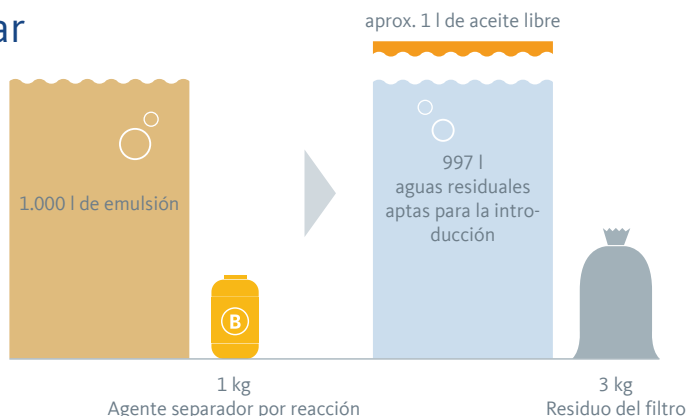 ar
aprox. 1 l de aceite libre
1.000 l de emulsión
997 l
aguas residuales
aptas para la intro-
ducción
B
1 kg
Agente separador por reacción
3 kg
Residuo del filtro